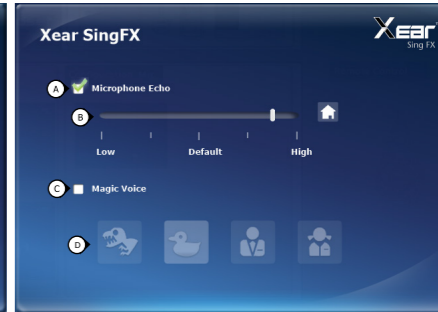 Xear SingFX
Xear
Sing FX
A Microphone Echo
B
Low Default High
C Magic Voice
D